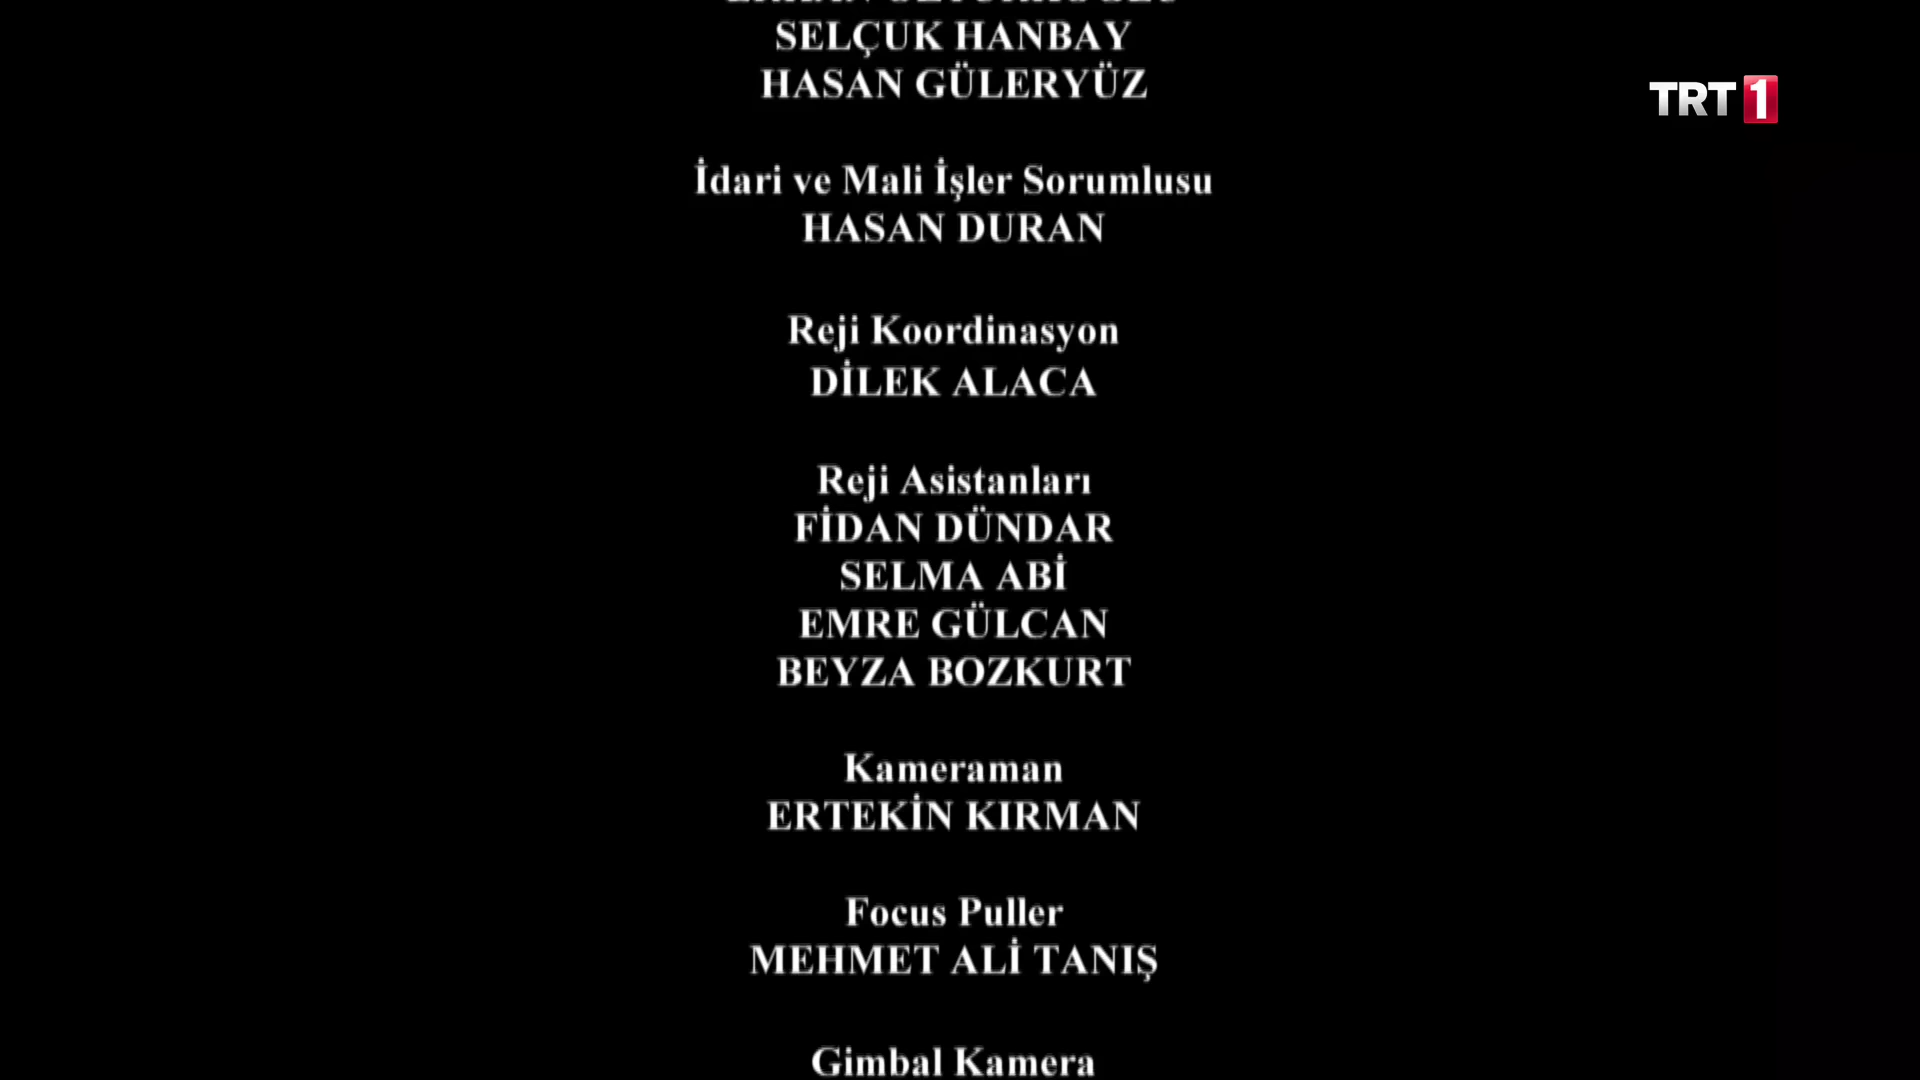 SELÇUK HANBAY
HASAN GÜLERYÜZ
TRT 1
İdari ve Mali İşler Sorumlusu
HASAN DURAN
Reji Koordinasyon
DİLEK ALACA
Reji Asistanları
FİDAN DÜNDAR
SELMA ABİ
EMRE GÜLCAN
BEYZA BOZKURT
Kameraman
ERTEKİN KIRMAN
Focus Puller
MEHMET ALİ TANIŞ
Gimbal Kamera